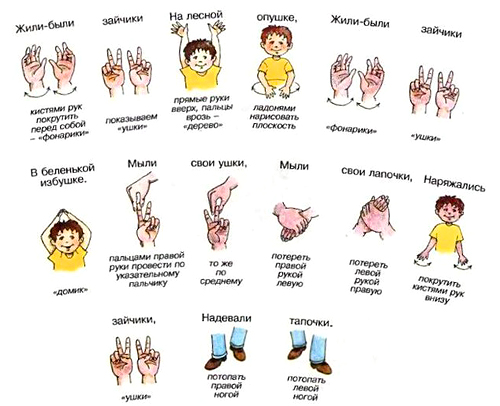 Жили-были зайчики На лесной опушке, Жили-были зайчики
кистями рук
покрутить
перед собой
– «фонарики»
показываем
"ушки"
прямые руки
вверх, пальцы
врозь –
«дерево»
ладонями
нарисовать
плоскость
«фонарики»
«ушки»
В беленькой
избушке.
Мыли свои ушки, Мыли свои лапочки, Наряжались
«домик»
пальцами правой
руки провести по
указательному
пальчику
то же
по
среднему
потереть
правой
рукой
левую
потереть
левой
рукой
правую
покрутить
кистями рук
внизу
зайчики, Надевали тапочки.
"ушки"
потопать
правой
ногой
потопать
левой
ногой